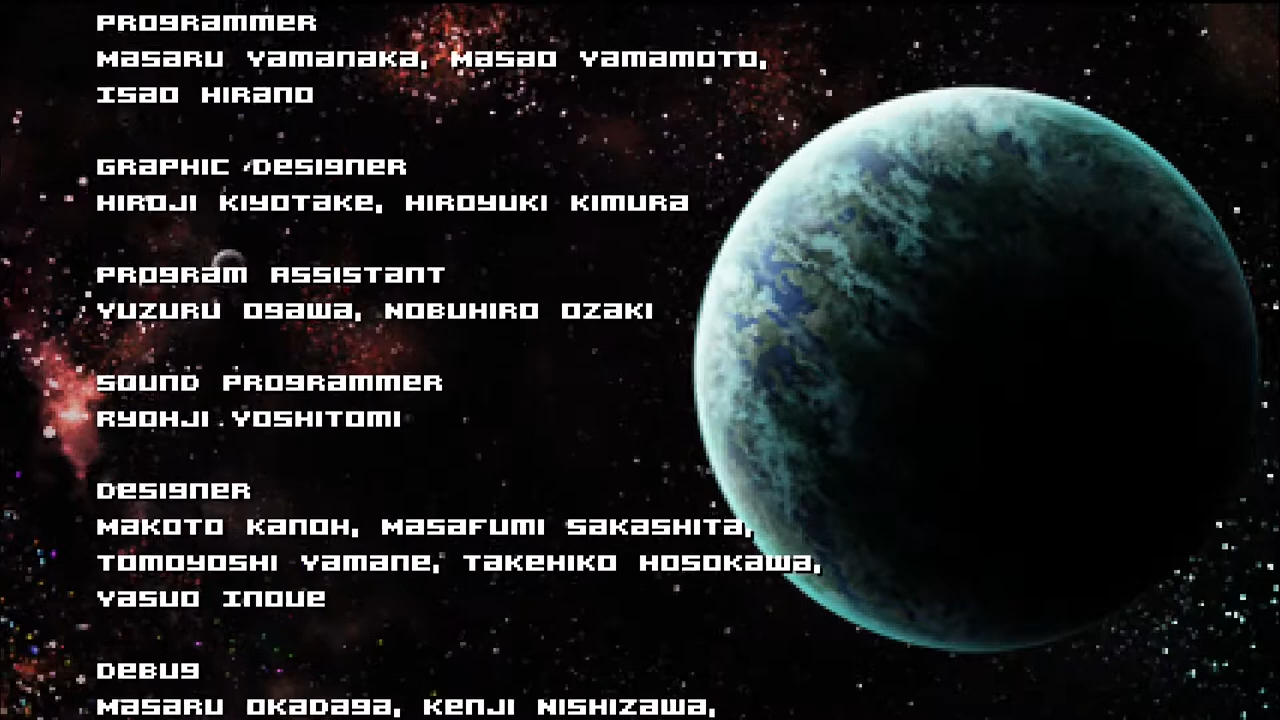 PROGRAMMER
MASARU YAMANAKA, MASAO YAMAMOTO,
ISAO HIRANO
GRAPHIC DESIGNER
HIROJI KIYOTAKE, HIROYUKI KIMURA
PROGRAM ASSISTANT
YUZURU OGAWA, NOBUHIRO OZAKI
SOUND PROGRAMMER
RYOHJI YOSHITOMI
DESIGNER
MAKOTO KANOH, MASAFUMI SAKASHITA,
TOMOYOSHI YAMANE, TAKEHIKO HOSOKAWA,
YASUO INOUE
DEBUG
MASARU OKADAGA, KENJI NISHIZAWA,